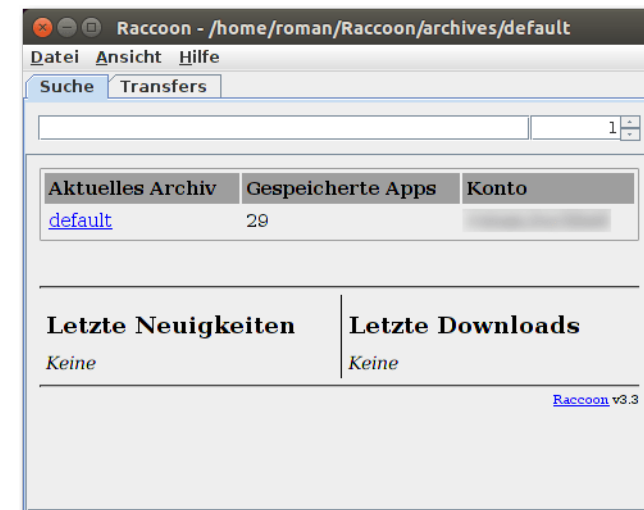 Raccoon - /home/roman/Raccoon/archives/default
Datei Ansicht Hilfe
Suche Transfers
1
Aktuelles Archiv Gespeicherte Apps Konto
default 29
Letzte Neuigkeiten Letzte Downloads
Keine Keine
Raccoon v3.3